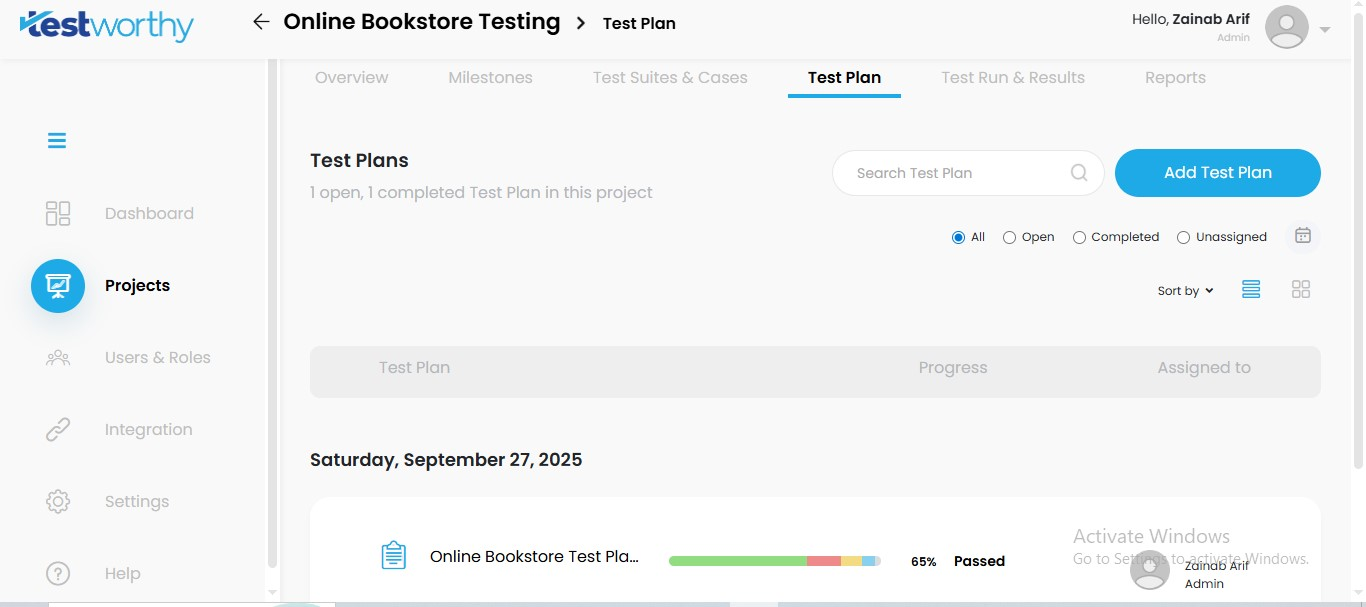 testworthy
Online Bookstore Testing
Test Plan
Hello, Zainab Arif
Admin
Overview
Milestones
Test Suites & Cases
Test Plan
Test Run & Results
Reports
Dashboard
Projects
Users & Roles
Integration
Settings
Help
Test Plans
1 open, 1 completed Test Plan in this project
Search Test Plan
Add Test Plan
All
Open
Completed
Unassigned
Sort by
Test Plan
Progress
Assigned to
Saturday, September 27, 2025
Online Bookstore Test Pla...
65%
Passed
Zainab Arif
Admin
Activate Windows
Go to Settings to activate Windows.